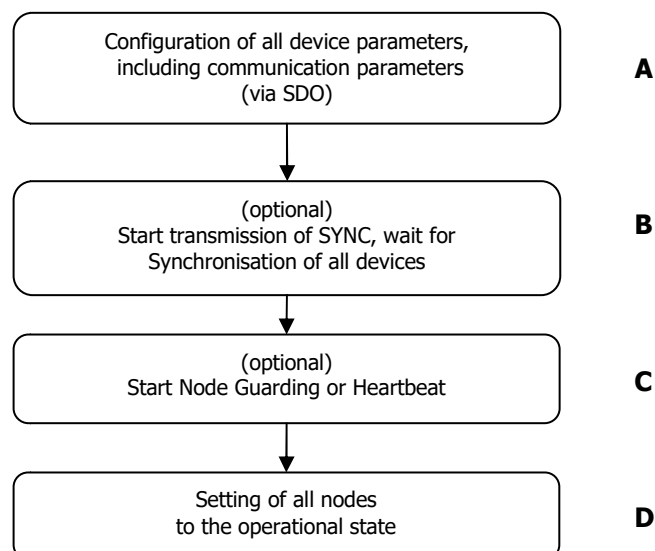 Configuration of all device parameters,
including communication parameters
(via SDO)
A
(optional)
Start transmission of SYNC, wait for
Synchronisation of all devices
B
(optional)
Start Node Guarding or Heartbeat
C
Setting of all nodes
to the operational state
D